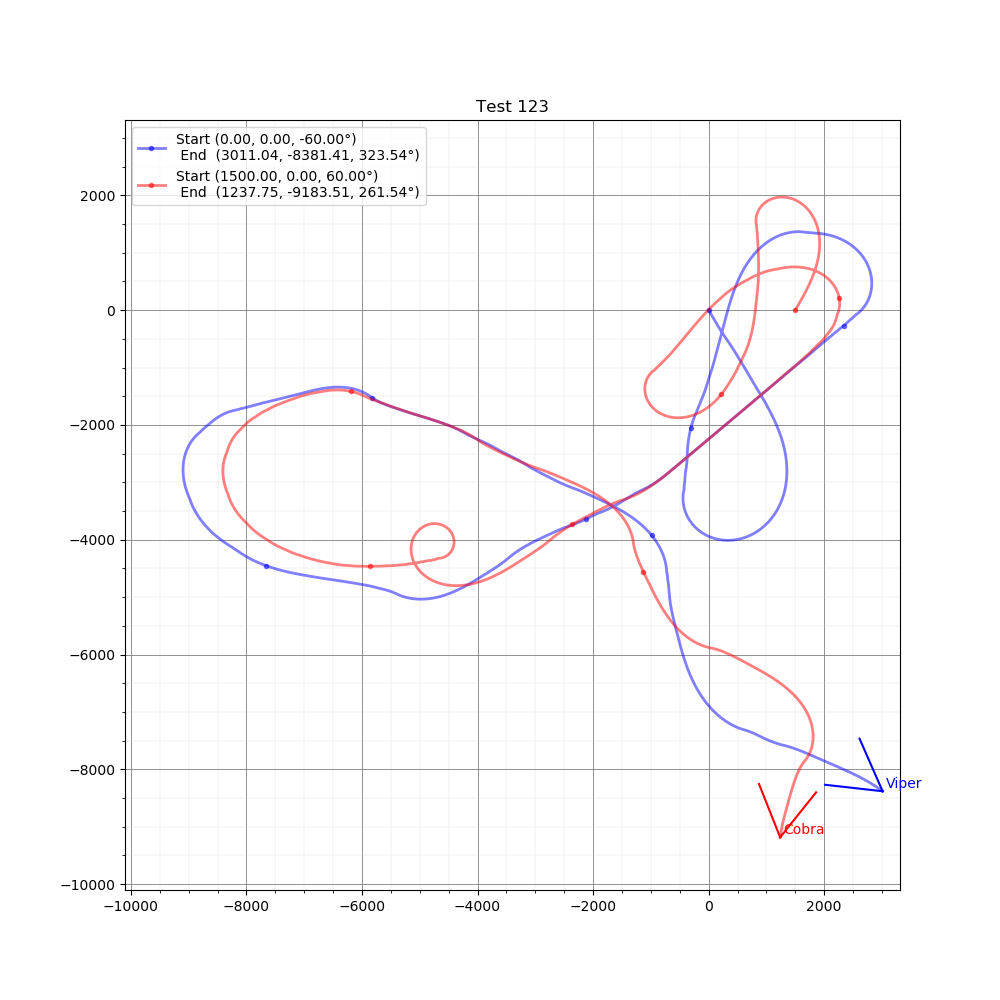 Test 123
Start (0.00, 0.00, -60.00°)
End  (3011.04, -8381.41, 323.54°)
Start (1500.00, 0.00, 60.00°)
End  (1237.75, -9183.51, 261.54°)
2000
0
−2000
−4000
−6000
−8000
−10000
Viper
Cobra
−10000
−8000
−6000
−4000
−2000
0
2000